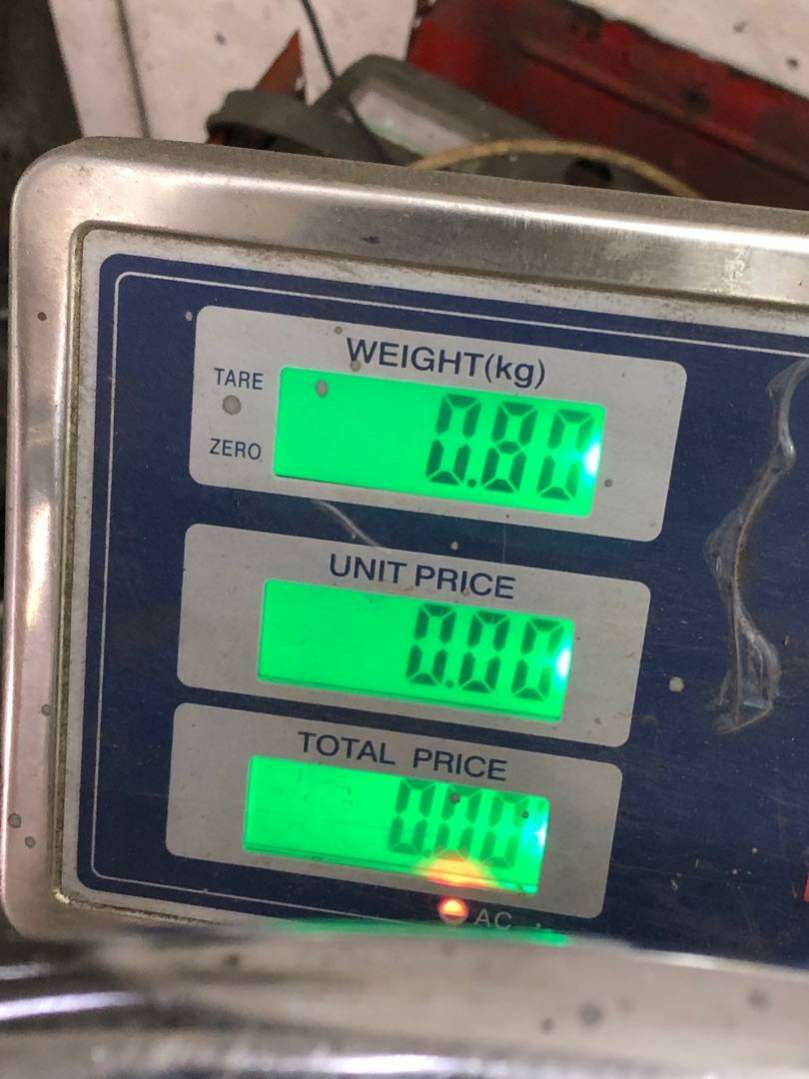 WEIGHT(kg)
TARE
ZERO
0.80
UNIT PRICE
0.00
TOTAL PRICE
0.00
AC